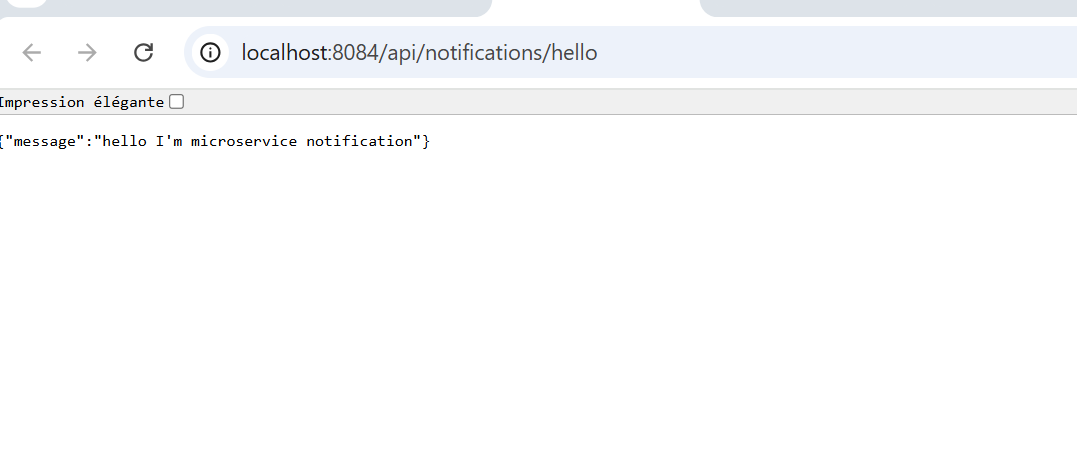 localhost:8084/api/notifications/hello
Impression élégante
{"message":"hello I'm microservice notification"}